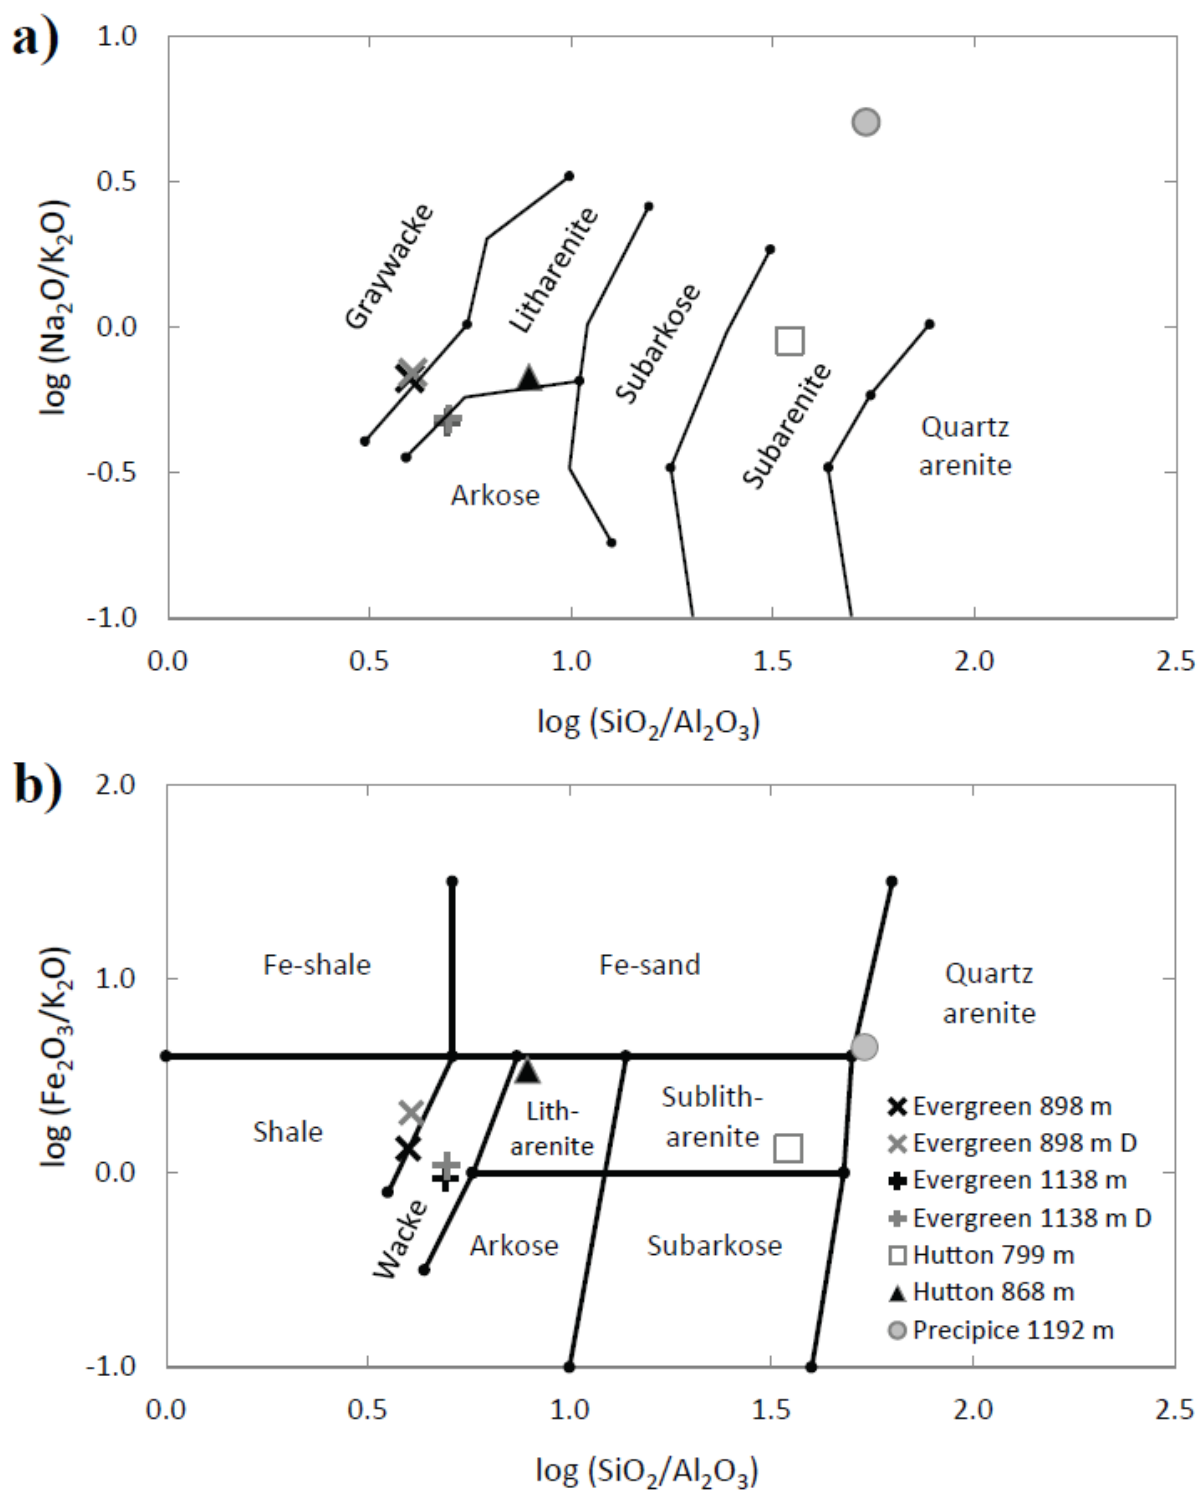 a)
1.0
0.5
0.0
-0.5
-1.0
log (Na₂O/K₂O)
Graywacke
Litharenite
Subarkose
Subarenite
Quartz
arenite
Arkose
0.0 0.5 1.0 1.5 2.0 2.5
log (SiO₂/Al₂O₃)
b)
2.0
1.0
0.0
-1.0
log (Fe₂O₃/K₂O)
Fe-shale
Fe-sand
Quartz
arenite
Shale
Wacke
Lith-
arenite
Sublith-
arenite
Arkose
Subarkose
Evergreen 898 m
Evergreen 898 m D
Evergreen 1138 m
Evergreen 1138 m D
Hutton 799 m
Hutton 868 m
Precipice 1192 m
0.0 0.5 1.0 1.5 2.0 2.5
log (SiO₂/Al₂O₃)